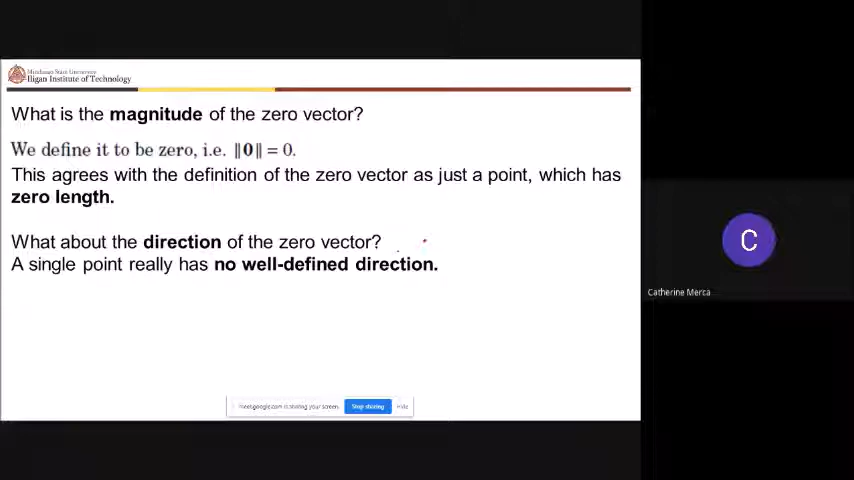 Mindanao State University
Iligan Institute of Technology
What is the magnitude of the zero vector?
We define it to be zero, i.e. ‖0‖ = 0.
This agrees with the definition of the zero vector as just a point, which has
zero length.
What about the direction of the zero vector?
A single point really has no well-defined direction.
C
Catherine Merca
meet.google.com is sharing your screen.
Stop sharing
Hide